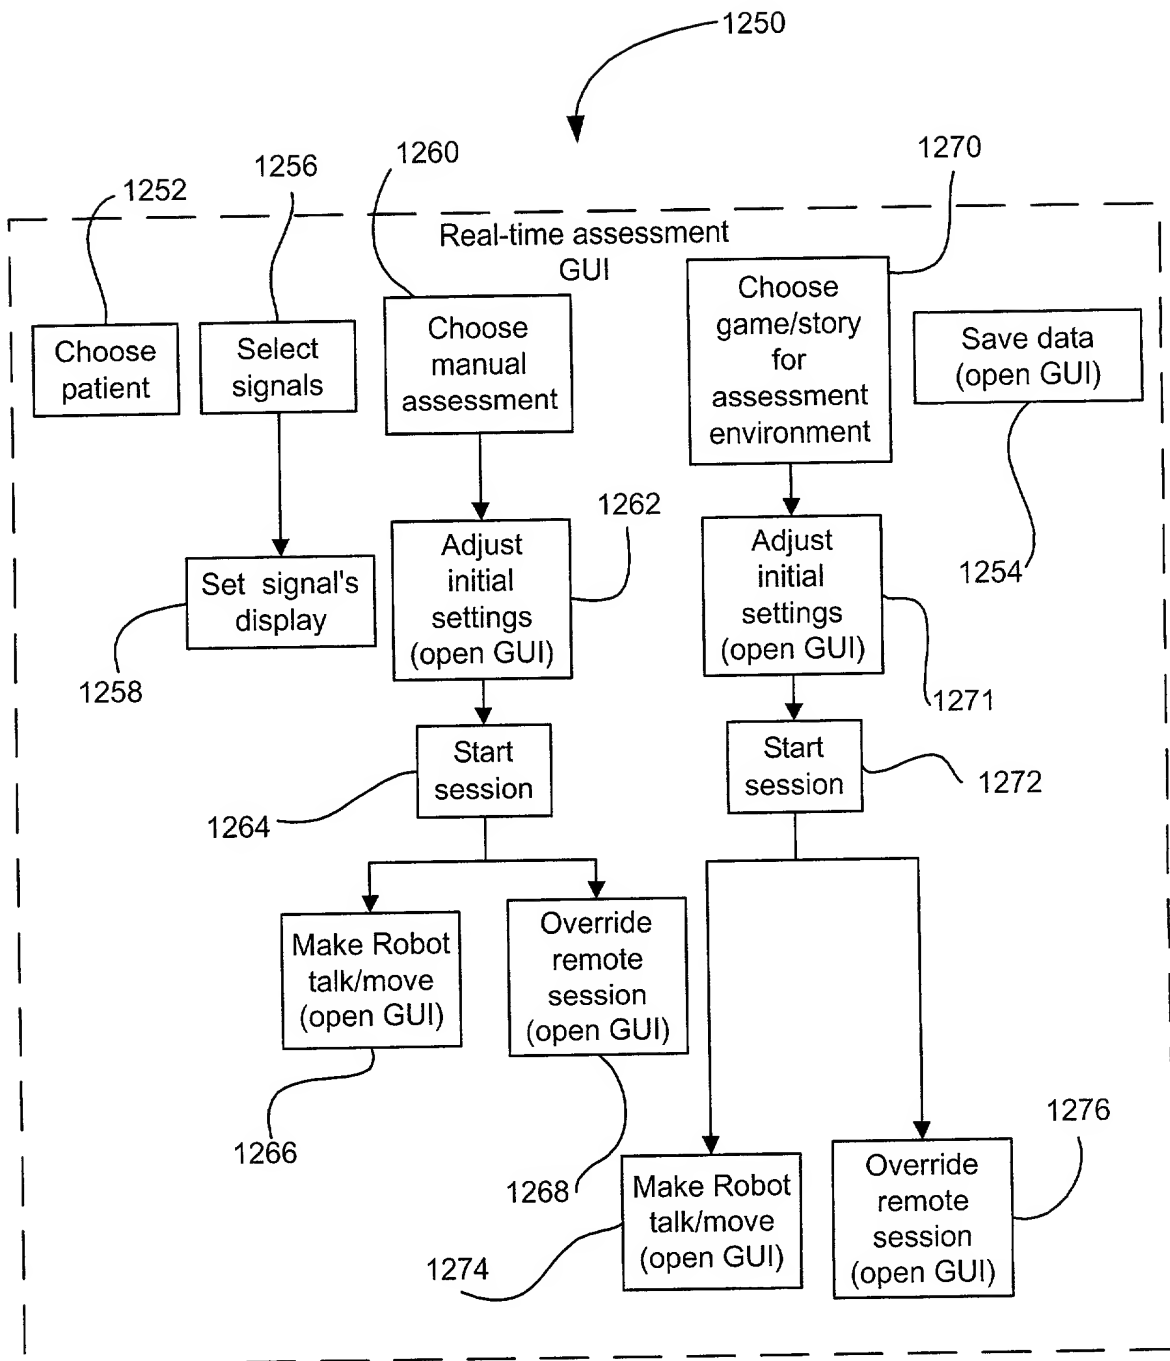 1250
1252
1256
1260
1270
Real-time assessment
GUI
Choose
patient
Select
signals
Choose
manual
assessment
Choose
game/story
for
assessment
environment
Save data
(open GUI)
1254
Set signal's
display
1258
Adjust
initial
settings
(open GUI)
1262
Adjust
initial
settings
(open GUI)
1271
Start
session
1264
Start
session
1272
Make Robot
talk/move
(open GUI)
1266
Override
remote
session
(open GUI)
1268
Make Robot
talk/move
(open GUI)
1274
Override
remote
session
(open GUI)
1276